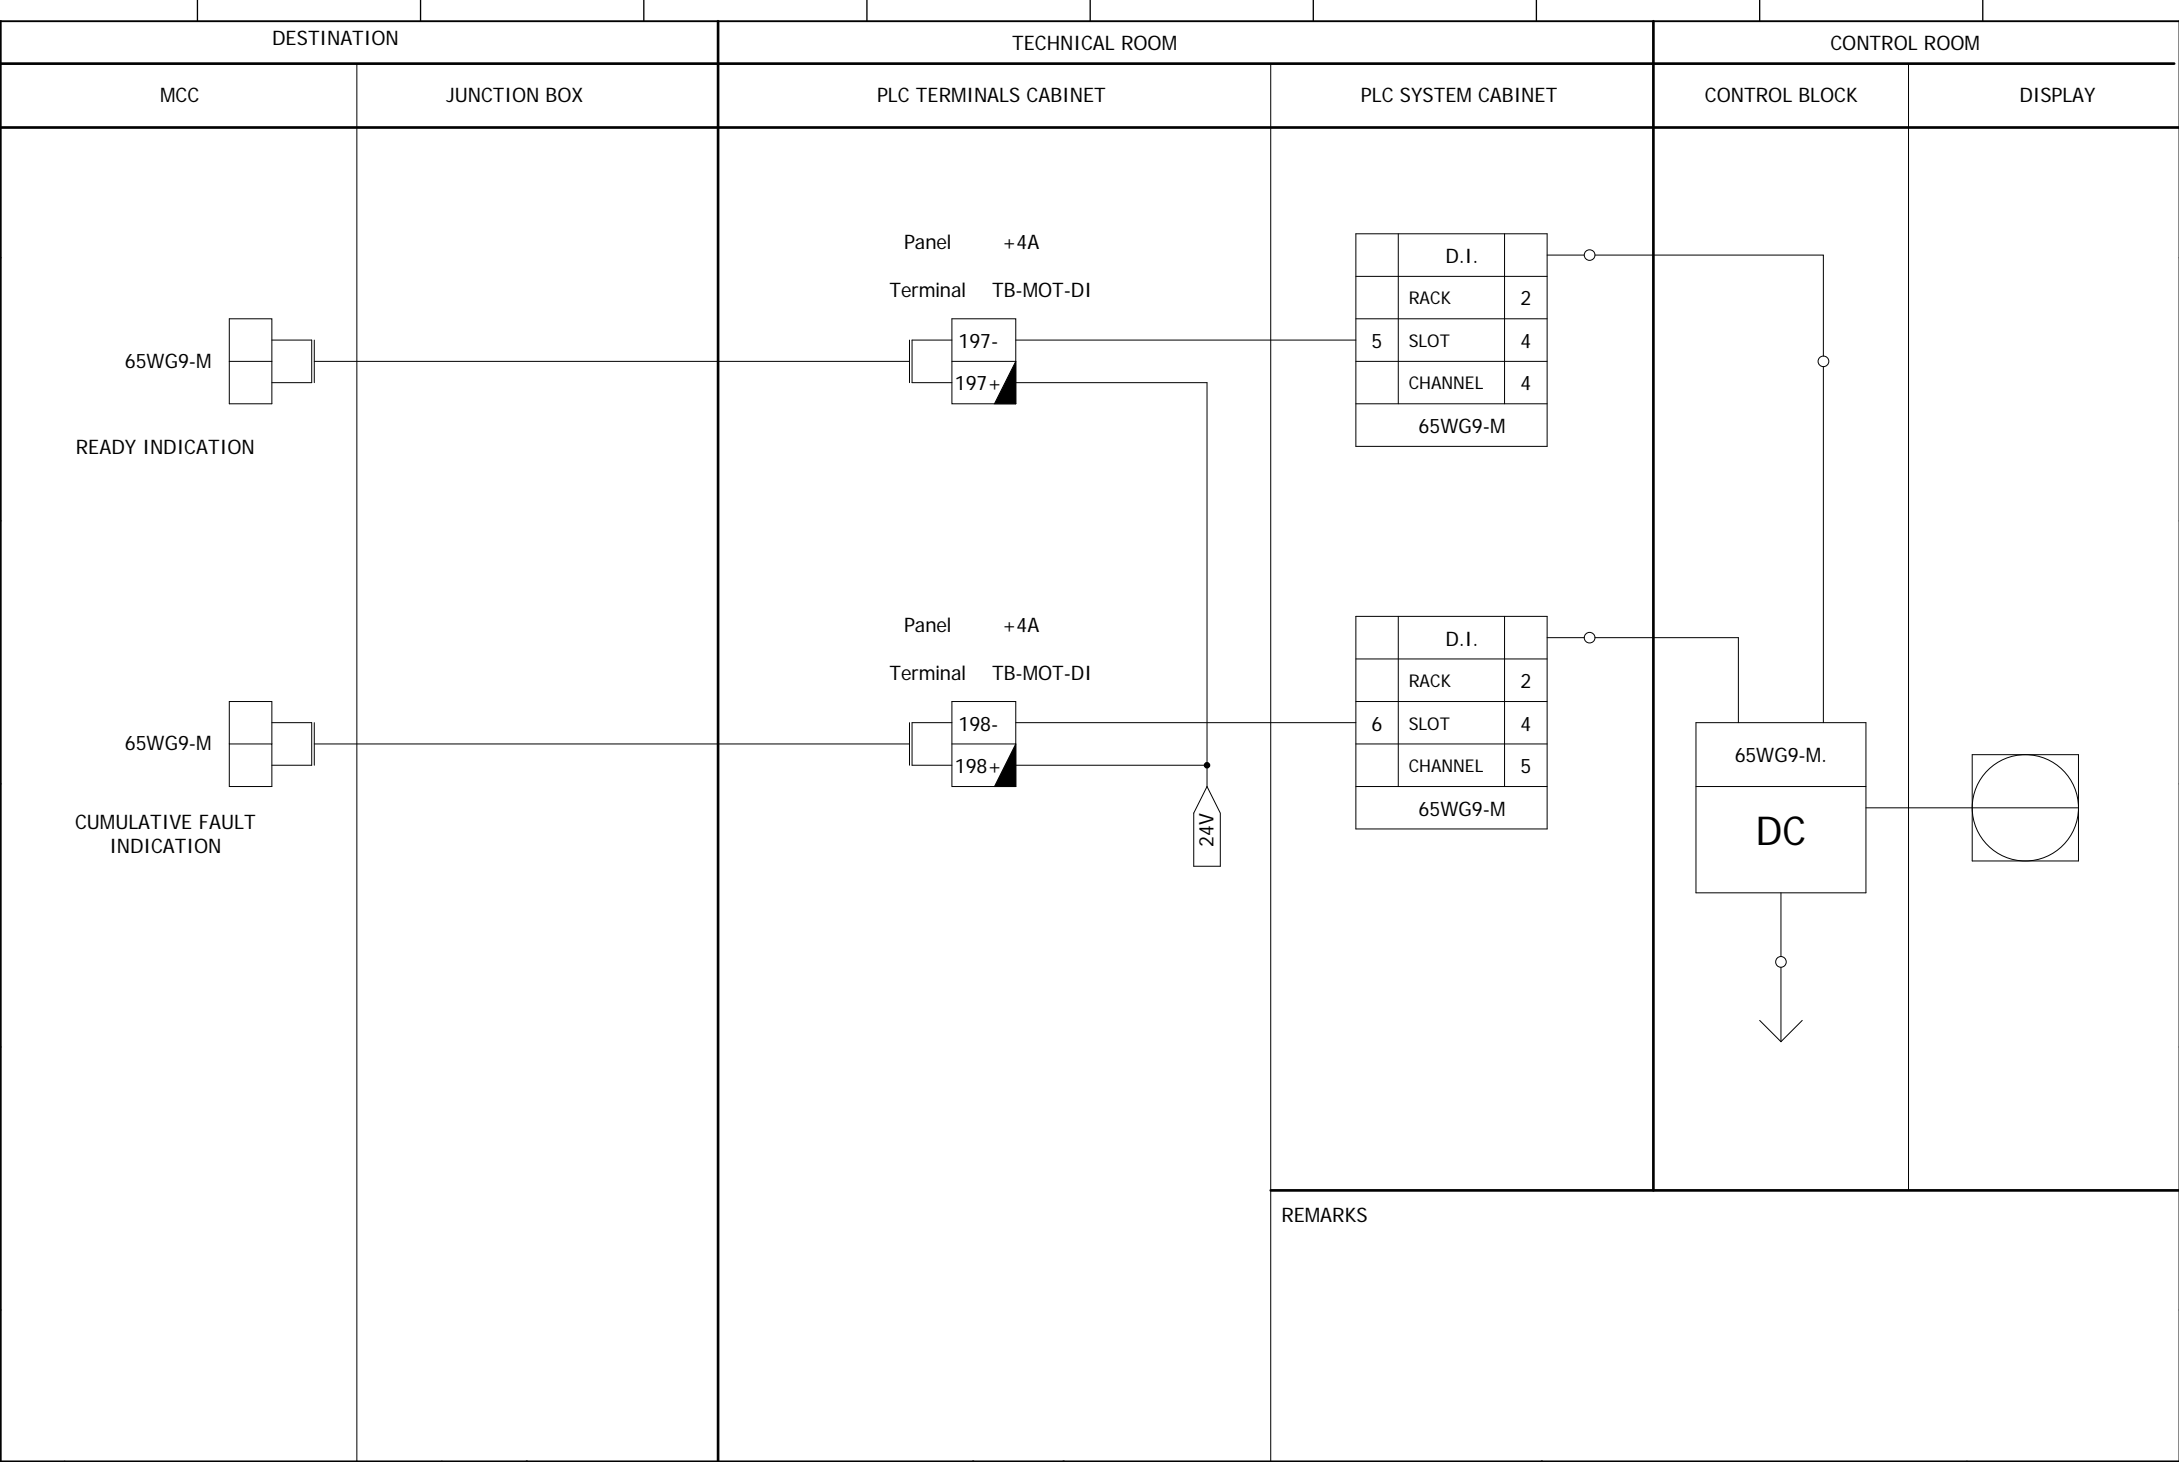 DESTINATION
TECHNICAL ROOM
CONTROL ROOM
MCC
JUNCTION BOX
PLC TERMINALS CABINET
PLC SYSTEM CABINET
CONTROL BLOCK
DISPLAY
Panel +4A
Terminal TB-MOT-DI
65WG9-M
READY INDICATION
197-
197+
D.I.
RACK 2
5 SLOT 4
CHANNEL 4
65WG9-M
Panel +4A
Terminal TB-MOT-DI
65WG9-M
CUMULATIVE FAULT
INDICATION
198-
198+
24V
D.I.
RACK 2
6 SLOT 4
CHANNEL 5
65WG9-M
65WG9-M.
DC
REMARKS